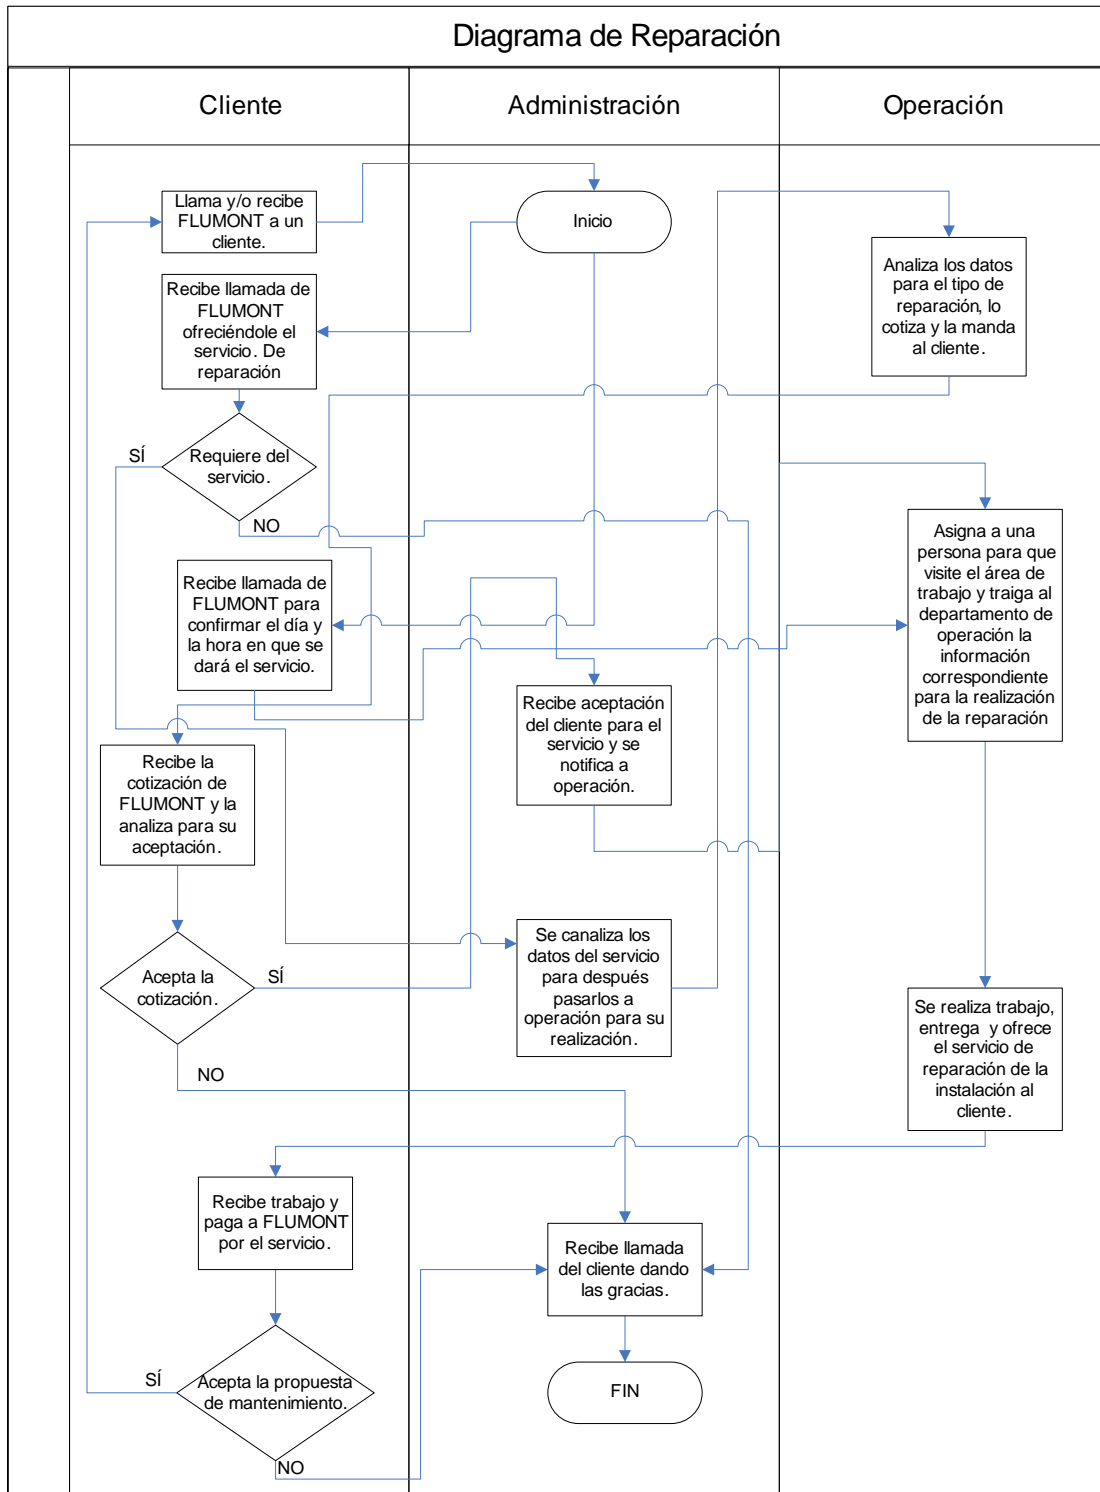 Diagrama de Reparación
Cliente
Administración
Operación
Llama y/o recibe
FLUMONT a un
cliente.
Inicio
Analiza los datos
para el tipo de
reparación, lo
cotiza y la manda
al cliente.
Recibe llamada de
FLUMONT
ofreciéndole el
servicio. De
reparación
SÍ
Requiere del
servicio.
NO
Asigna a una
persona para que
visite el área de
trabajo y traiga al
departamento de
operación la
información
correspondiente
para la realización
de la reparación
Recibe llamada de
FLUMONT para
confirmar el día y
la hora en que se
dará el servicio.
Recibe aceptación
del cliente para el
servicio y se
notifica a
operación.
Recibe la
cotización de
FLUMONT y la
analiza para su
aceptación.
Acepta la
cotización.
SÍ
NO
Se canaliza los
datos del servicio
para después
pasarlos a
operación para su
realización.
Se realiza trabajo,
entrega y ofrece
el servicio de
reparación de la
instalación al
cliente.
Recibe trabajo y
paga a FLUMONT
por el servicio.
Recibe llamada
del cliente dando
las gracias.
SÍ
Acepta la propuesta
de mantenimiento.
NO
FIN